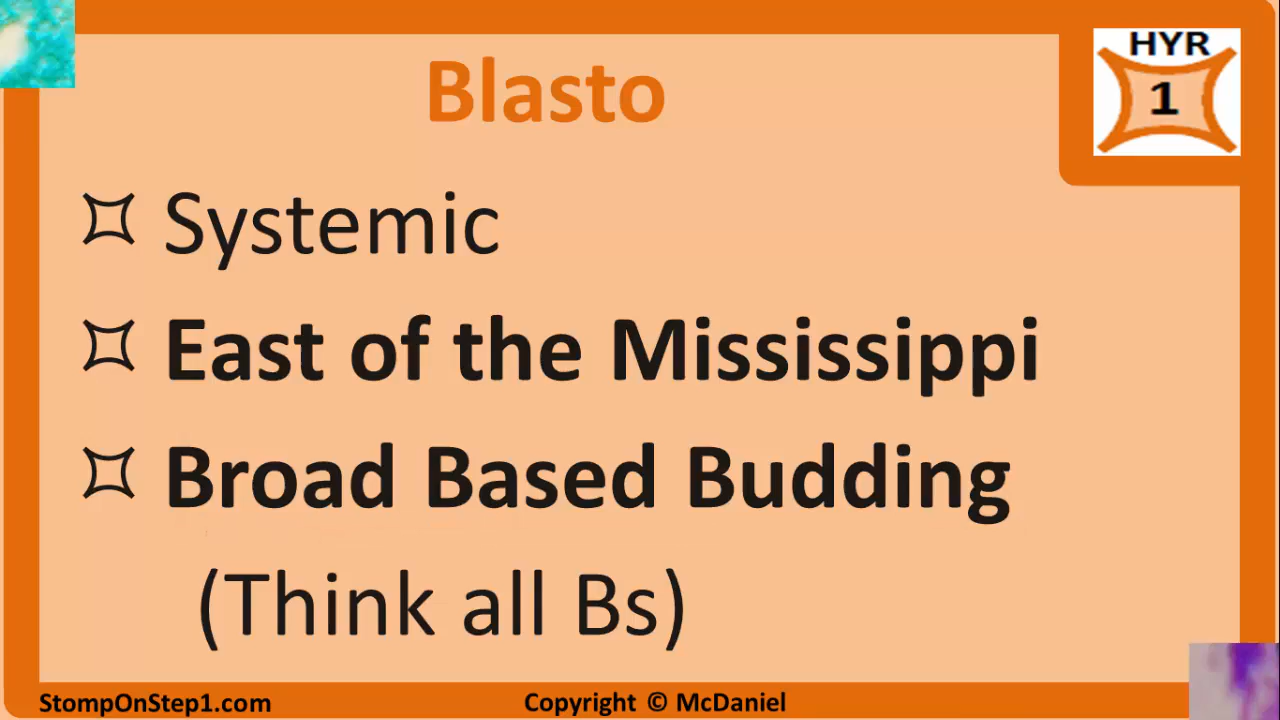 HYR
1
Blasto
Systemic
East of the Mississippi
Broad Based Budding
(Think all Bs)
StompOnStep1.com
Copyright © McDaniel